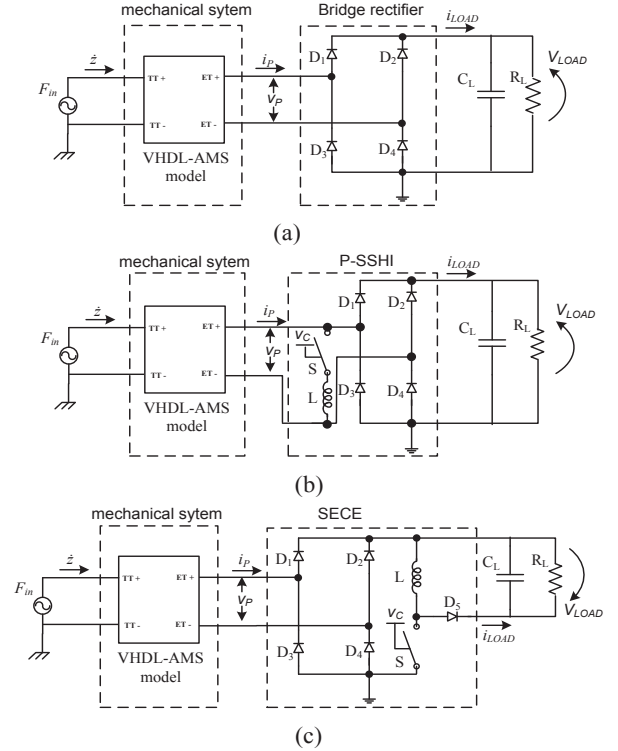 mechanical sytem
Bridge rectifier
ż
F_in
TT +
ET +
TT -
ET -
VHDL-AMS
model
i_P
v_P
D1
D2
D3
D4
i_LOAD
C_L
R_L
V_LOAD
(a)
mechanical sytem
P-SSHI
ż
F_in
TT +
ET +
TT -
ET -
VHDL-AMS
model
i_P
v_P
v_C
S
L
D1
D2
D3
D4
i_LOAD
C_L
R_L
V_LOAD
(b)
mechanical sytem
SECE
ż
F_in
TT +
ET +
TT -
ET -
VHDL-AMS
model
i_P
v_P
D1
D2
D3
D4
L
v_C
S
D5
C_L
R_L
V_LOAD
i_LOAD
(c)